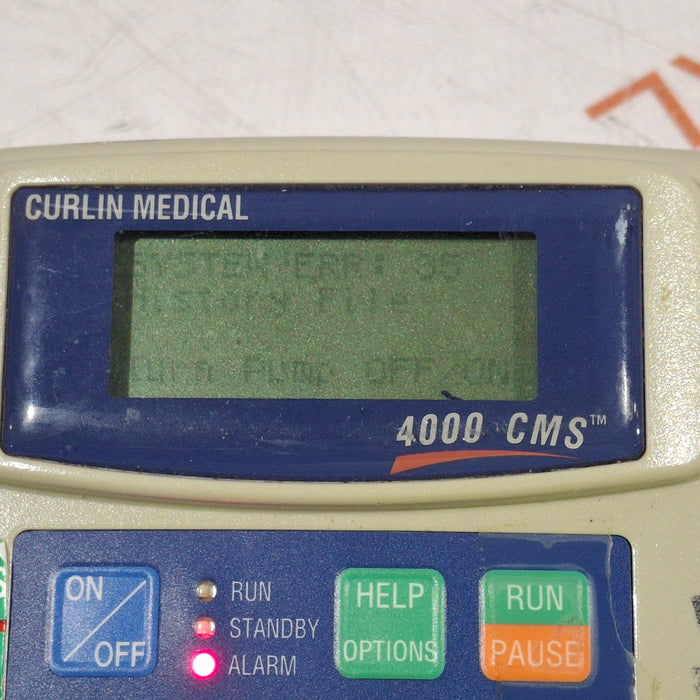 CURLIN MEDICAL
SYSTEM ERR: 35
History File
Turn Pump OFF/ON
4000 CMS™
ON
OFF
RUN
STANDBY
ALARM
HELP
OPTIONS
RUN
PAUSE